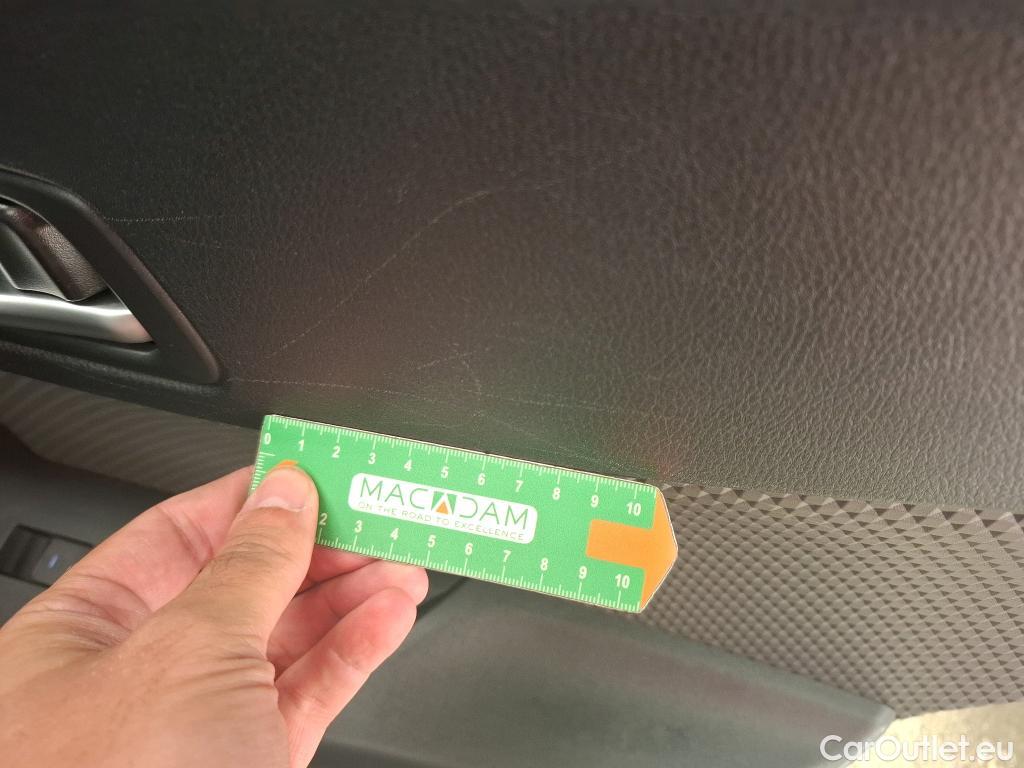 0 1 2 3 4 5 6 7 8 9 10
MACADAM
ON THE ROAD TO EXCELLENCE
2 3 4 5 6 7 8 9 10
CarOutlet.eu